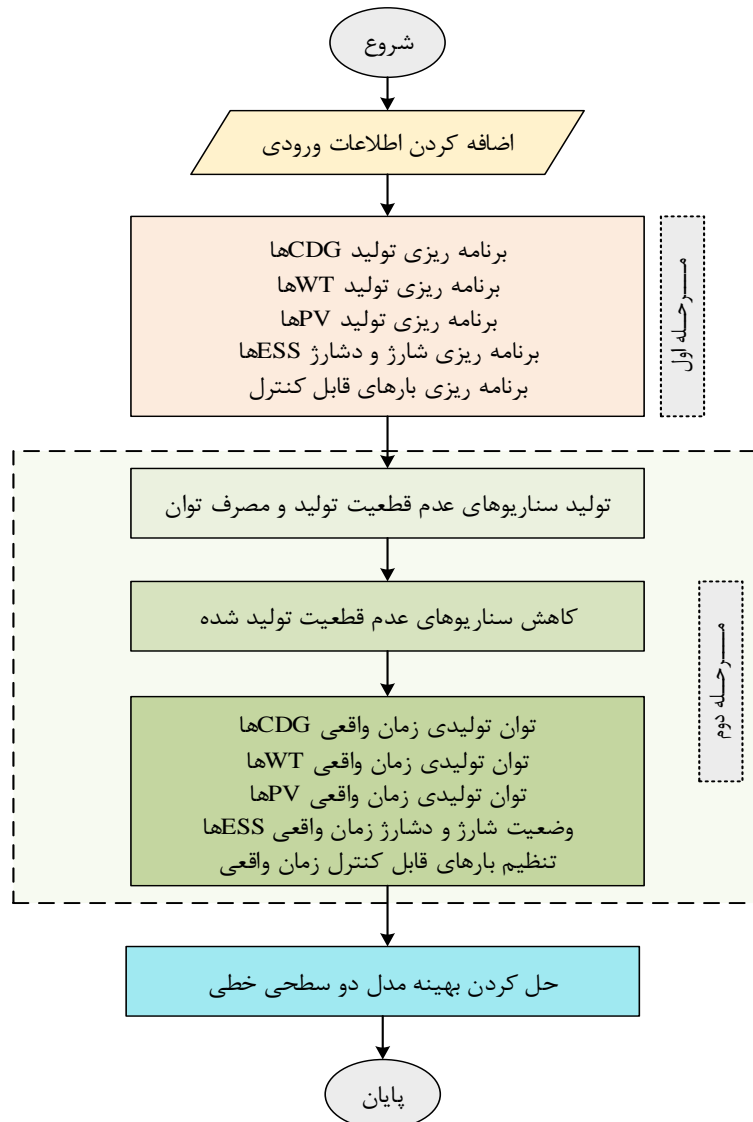 شروع
اضافه کردن اطلاعات ورودی
برنامه ریزی تولید CDGها
برنامه ریزی تولید WTها
برنامه ریزی تولید PVها
برنامه ریزی شارژ و دشارژ ESSها
برنامه ریزی بارهای قابل کنترل
مــــرحــله اول
تولید سناریوهای عدم قطعیت تولید و مصرف توان
کاهش سناریوهای عدم قطعیت تولید شده
توان تولیدی زمان واقعی CDGها
توان تولیدی زمان واقعی WTها
توان تولیدی زمان واقعی PVها
وضعیت شارژ و دشارژ زمان واقعی ESSها
تنظیم بارهای قابل کنترل زمان واقعی
مــــرحــله دوم
حل کردن بهینه مدل دو سطحی خطی
پایان